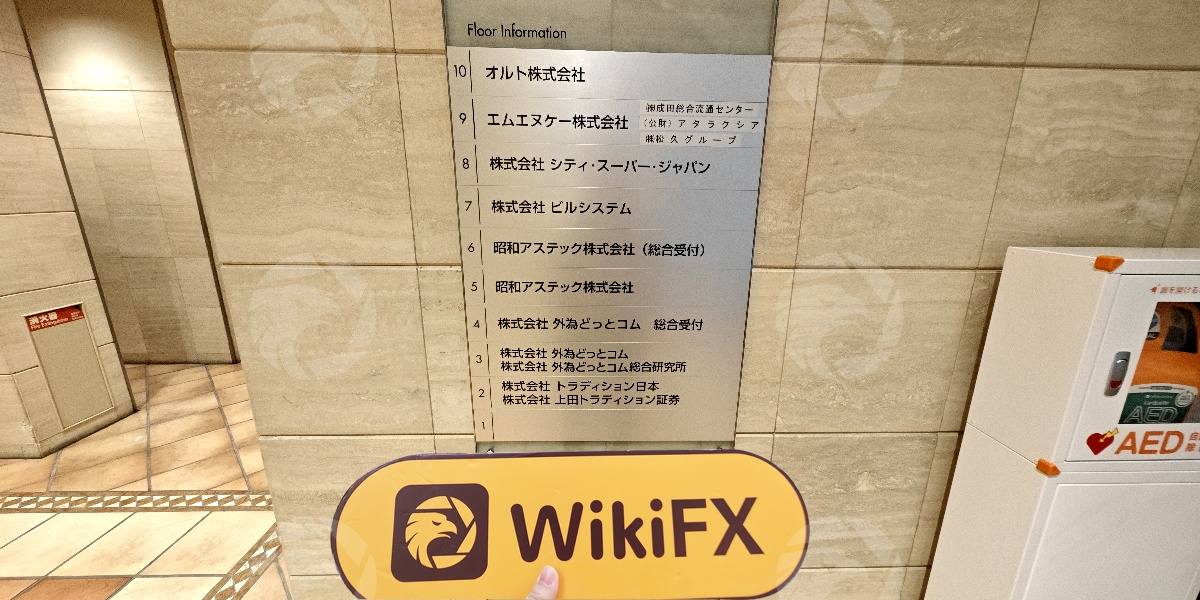 Floor Information
10 オルト株式会社
9 エムエヌケー株式会社
㈱成田総合流通センター
(公財) アタラクシア
㈱松久グループ
8 株式会社 シティ・スーパー・ジャパン
7 株式会社 ビルシステム
6 昭和アステック株式会社（総合受付）
5 昭和アステック株式会社
4 株式会社 外為どっとコム 総合受付
3 株式会社 外為どっとコム
株式会社 外為どっとコム総合研究所
2 株式会社 トラディション日本
株式会社 上田トラディション証券
1
消火器
Fire Extinguisher
AED
AED
WikiFX